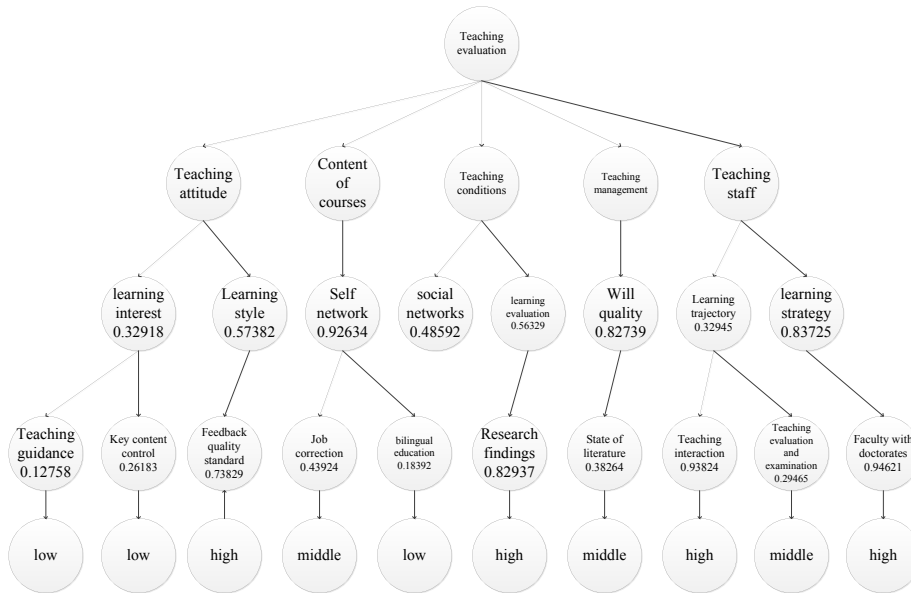 Teaching
evaluation
Teaching
attitude
Content
of
courses
Teaching
conditions
Teaching
management
Teaching
staff
learning
interest
0.32918
Learning
style
0.57382
Self
network
0.92634
social
networks
0.48592
learning
evaluation
0.56329
Will
quality
0.82739
Learning
trajectory
0.32945
learning
strategy
0.83725
Teaching
guidance
0.12758
Key content
control
0.26183
Feedback
quality
standard
0.73829
Job
correction
0.43924
bilingual
education
0.18392
Research
findings
0.82937
State of
literature
0.38264
Teaching
interaction
0.93824
Teaching
evaluation
and
examination
0.29465
Faculty with
doctorates
0.94621
low
low
high
middle
low
high
middle
high
middle
high